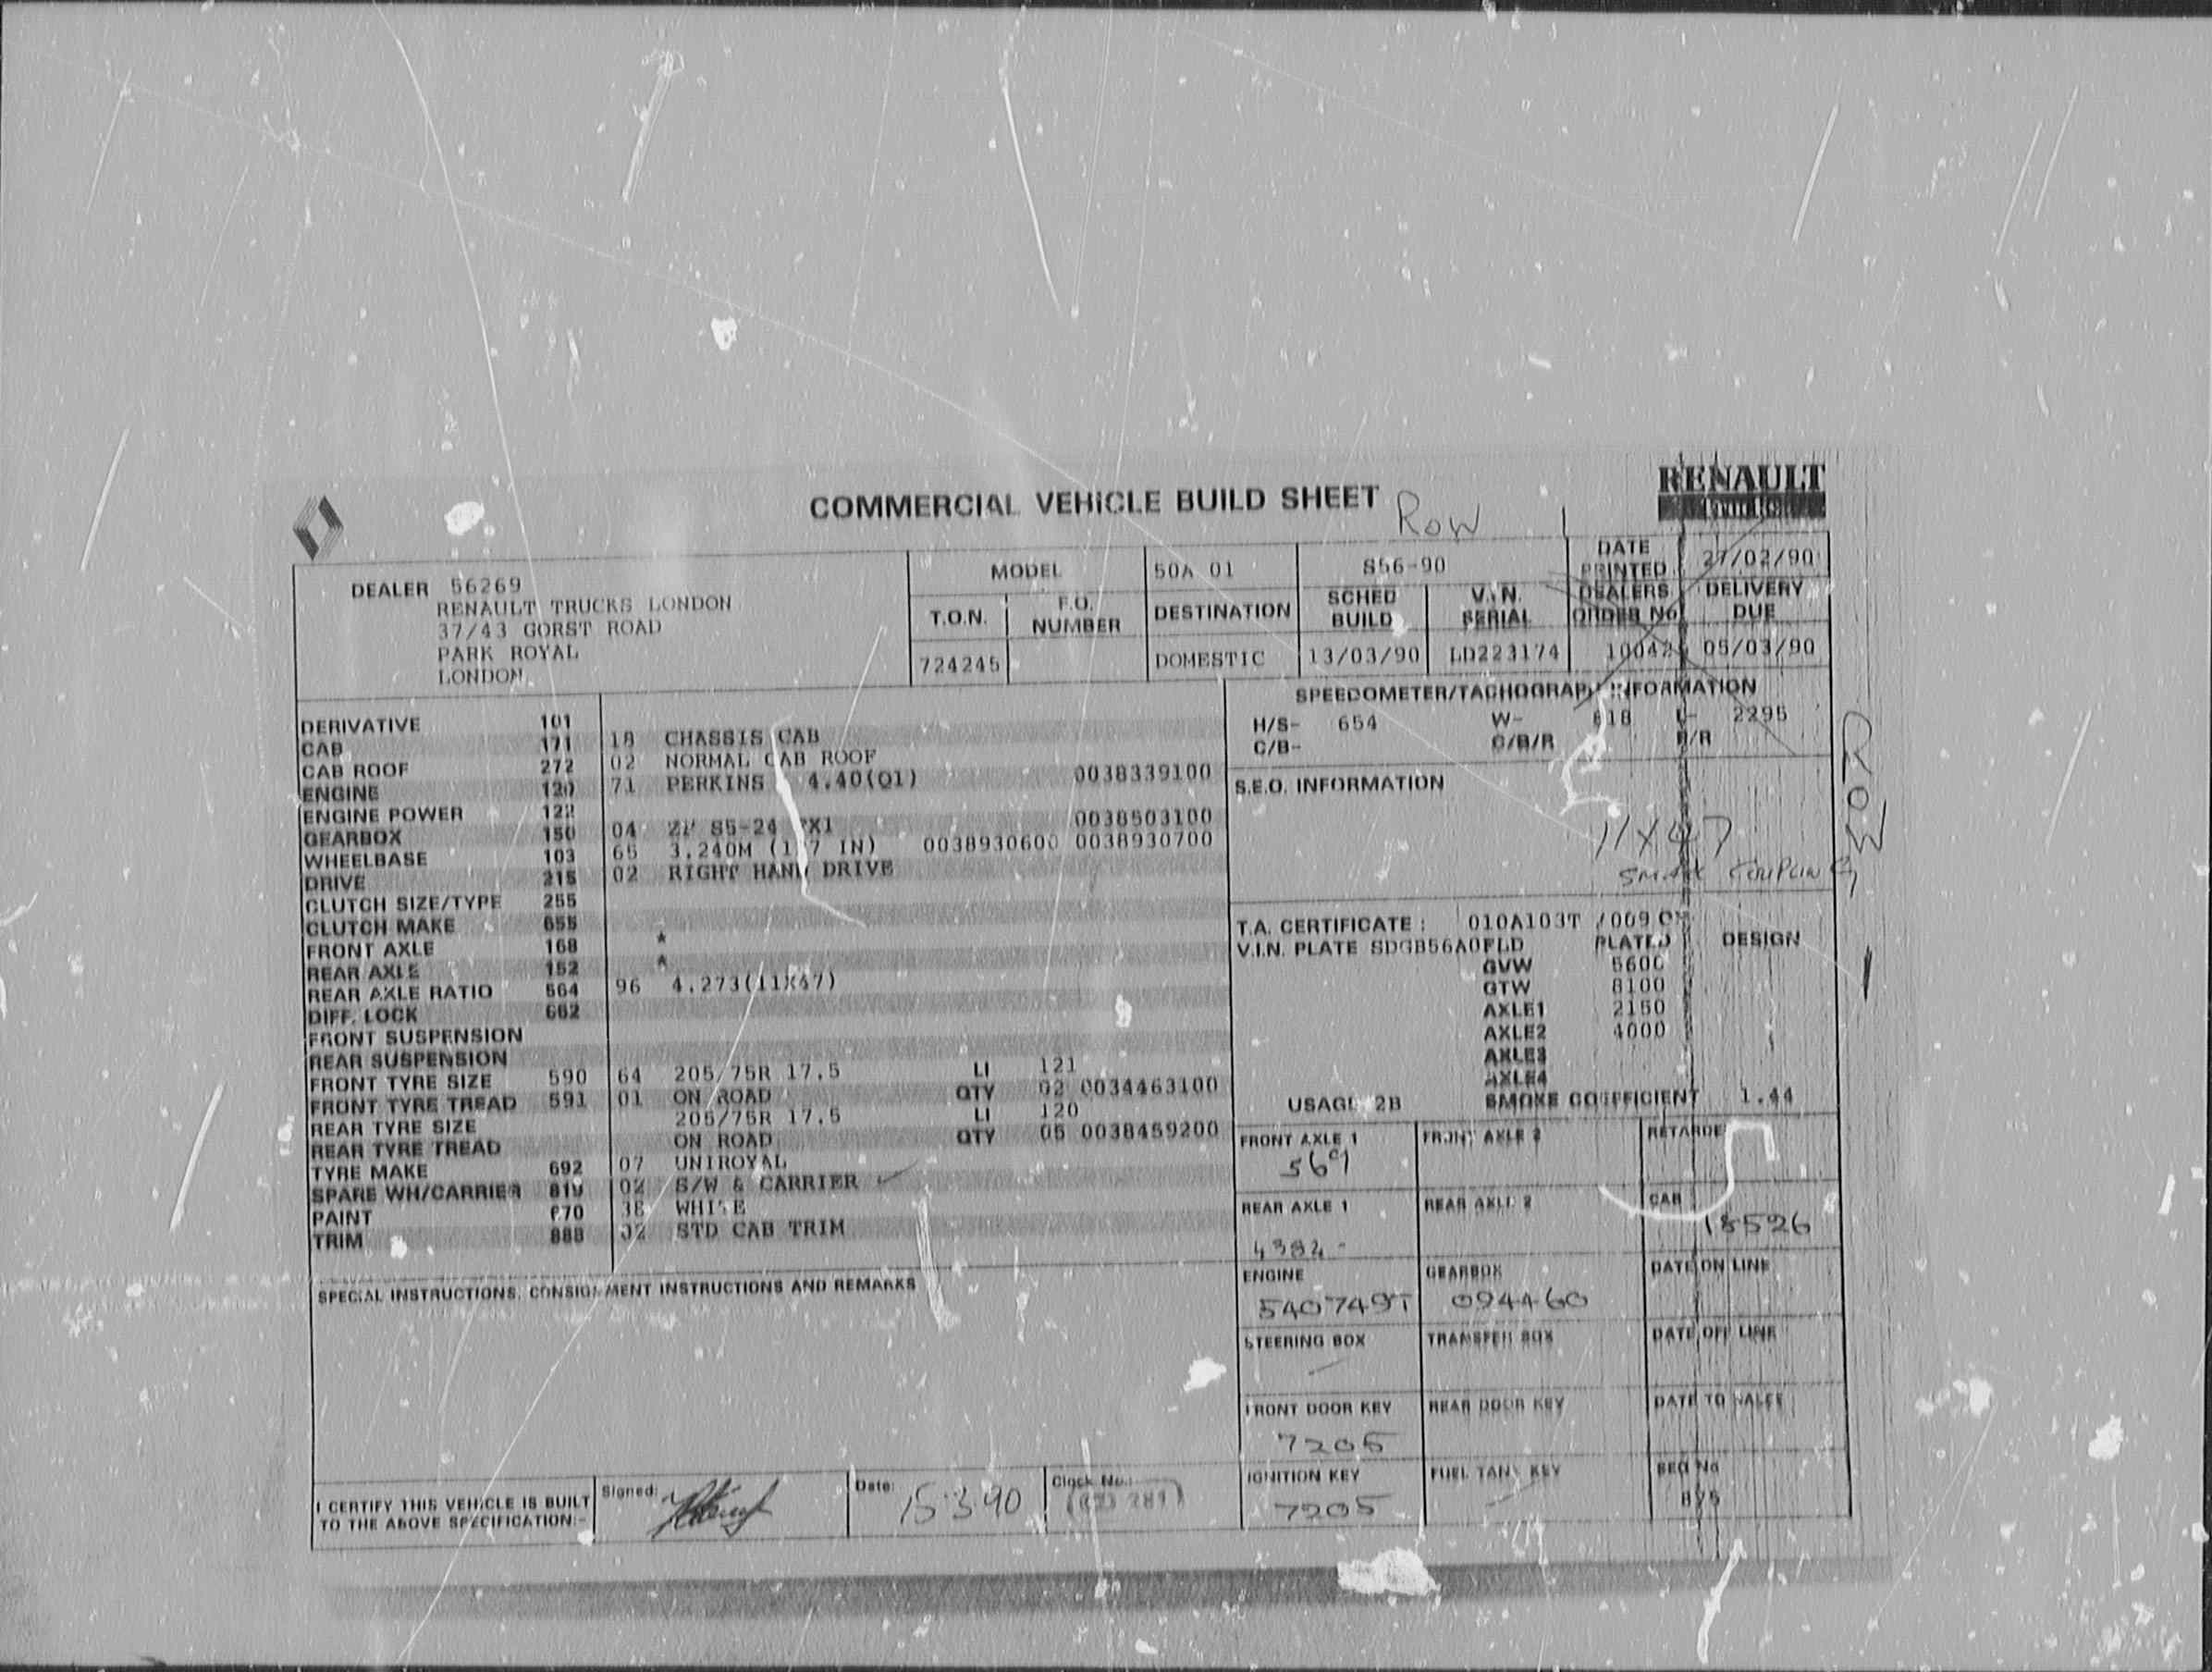 COMMERCIAL VEHICLE BUILD SHEET
Row
RENAULT
DEALER 56269
RENAULT TRUCKS LONDON
37/43 GORST ROAD
PARK ROYAL
LONDON.
MODEL 50A 01 S56-90
DATE PRINTED 27/02/90
T.O.N. F.O. NUMBER DESTINATION SCHED BUILD V.I.N. SERIAL DEALERS ORDER No DELIVERY DUE
724245 DOMESTIC 13/03/90 LD223174 10042 05/03/90
DERIVATIVE 101
CAB 171 18 CHASSIS CAB
CAB ROOF 272 02 NORMAL CAB ROOF
ENGINE 120 71 PERKINS 4.40(Q1) 0038339100
ENGINE POWER 122
GEARBOX 150 04 ZF S5-24 0038503100
WHEELBASE 103 65 3.240M 0038930600 0038930700
DRIVE 215 02 RIGHT HAND DRIVE
CLUTCH SIZE/TYPE 255
CLUTCH MAKE 655
FRONT AXLE 168 *
REAR AXLE 152 *
REAR AXLE RATIO 564 96 4.273(11X47)
DIFF. LOCK 662
FRONT SUSPENSION
REAR SUSPENSION
FRONT TYRE SIZE 590 64 205/75R 17.5 LI 121
FRONT TYRE TREAD 591 01 ON ROAD QTY 02 0034463100
REAR TYRE SIZE 205/75R 17.5 LI 120
REAR TYRE TREAD ON ROAD QTY 05 0038459200
TYRE MAKE 692 07 UNIROYAL
SPARE WH/CARRIER 819 02 S/W & CARRIER
PAINT 38 WHITE
TRIM 888 02 STD CAB TRIM
SPECIAL INSTRUCTIONS, CONSIGNMENT INSTRUCTIONS AND REMARKS
SPEEDOMETER/TACHOGRAPH INFORMATION
H/S- 654 W- 618 2295
C/B- C/B/R B/R
S.E.O. INFORMATION
11X47
SMALL COUPLING
ROW
T.A. CERTIFICATE : 010A103T /009
V.I.N. PLATE SDGB56A0FLD PLATED DESIGN
GVW 5600
GTW 8100
AXLE1 2150
AXLE2 4000
AXLE3
AXLE4
USAGE 2B SMOKE COEFFICIENT 1.44
FRONT AXLE 1 FRONT AXLE 2 RETARDER
569
REAR AXLE 1 REAR AXLE 2 CAB
4384 18526
ENGINE GEARBOX DATE ON LINE
540749T 094460
STEERING BOX TRANSFER BOX DATE OFF LINE
FRONT DOOR KEY REAR DOOR KEY DATE TO SALES
7205
IGNITION KEY FUEL TANK KEY SEQ No
7205
I CERTIFY THIS VEHICLE IS BUILT
TO THE ABOVE SPECIFICATION:-
Signed:
Date: 15 3 90
Clock No.: